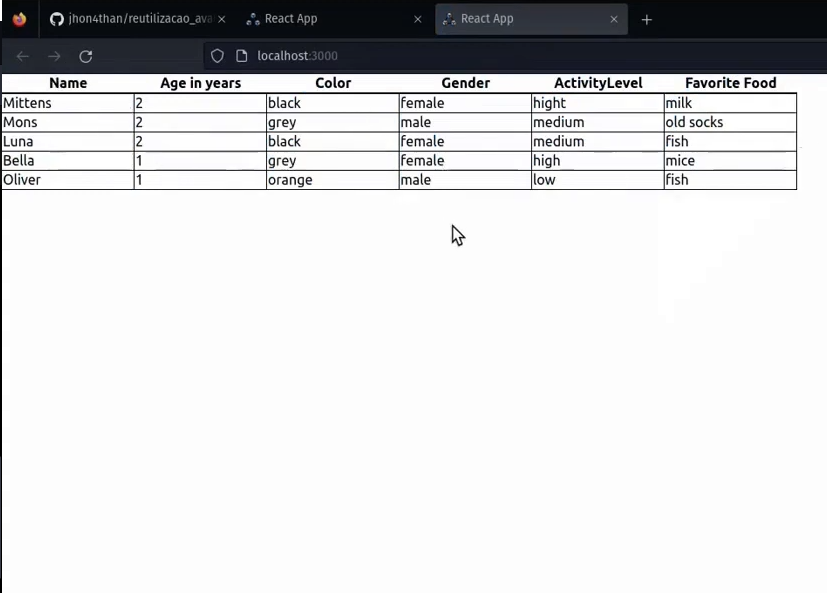 jhon4than/reutilizacao_ava React App React App
localhost:3000
Name Age in years Color Gender ActivityLevel Favorite Food
Mittens 2 black female hight milk
Mons 2 grey male medium old socks
Luna 2 black female medium fish
Bella 1 grey female high mice
Oliver 1 orange male low fish